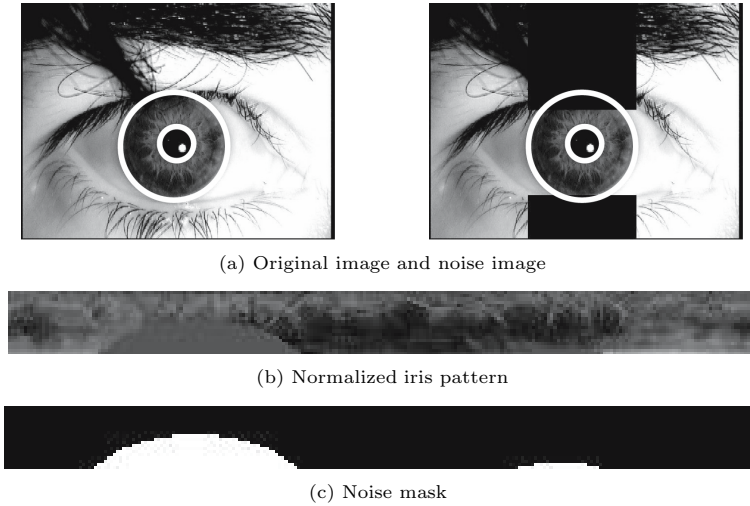 (a) Original image and noise image
(b) Normalized iris pattern
(c) Noise mask